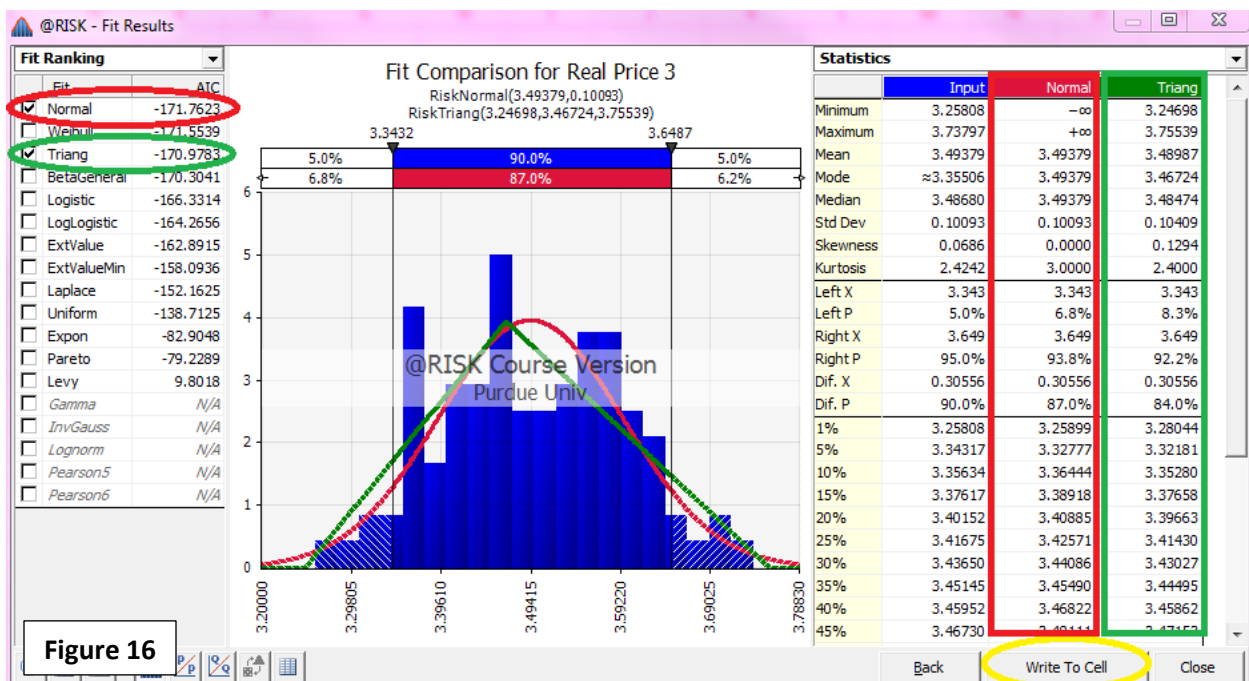 @RISK - Fit Results
Fit Ranking
Fit AIC
Normal -171.7623
Weibull -171.5539
Triang -170.9783
BetaGeneral -170.3041
Logistic -166.3314
LogLogistic -164.2656
ExtValue -162.8915
ExtValueMin -158.0936
Laplace -152.1625
Uniform -138.7125
Expon -82.9048
Pareto -79.2289
Levy 9.8018
Gamma N/A
InvGauss N/A
Lognorm N/A
Pearson5 N/A
Pearson6 N/A
Fit Comparison for Real Price 3
RiskNormal(3.49379,0.10093)
RiskTriang(3.24698,3.46724,3.75539)
3.3432 3.6487
5.0% 90.0% 5.0%
6.8% 87.0% 6.2%
6
5
4
3
2
1
0
@RISK Course Version
Purdue Univ
3.20000 3.29805 3.39610 3.49415 3.59220 3.69025 3.78830
Statistics
Input Normal Triang
Minimum 3.25808 -∞ 3.24698
Maximum 3.73797 +∞ 3.75539
Mean 3.49379 3.49379 3.48987
Mode ≈3.35506 3.49379 3.46724
Median 3.48680 3.49379 3.48474
Std Dev 0.10093 0.10093 0.10409
Skewness 0.0686 0.0000 0.1294
Kurtosis 2.4242 3.0000 2.4000
Left X 3.343 3.343 3.343
Left P 5.0% 6.8% 8.3%
Right X 3.649 3.649 3.649
Right P 95.0% 93.8% 92.2%
Dif. X 0.30556 0.30556 0.30556
Dif. P 90.0% 87.0% 84.0%
1% 3.25808 3.25899 3.28044
5% 3.34317 3.32777 3.32181
10% 3.35634 3.36444 3.35280
15% 3.37617 3.38918 3.37658
20% 3.40152 3.40885 3.39663
25% 3.41675 3.42571 3.41430
30% 3.43650 3.44086 3.43027
35% 3.45145 3.45490 3.44495
40% 3.45952 3.46822 3.45862
45% 3.46730
Figure 16
Back Write To Cell Close